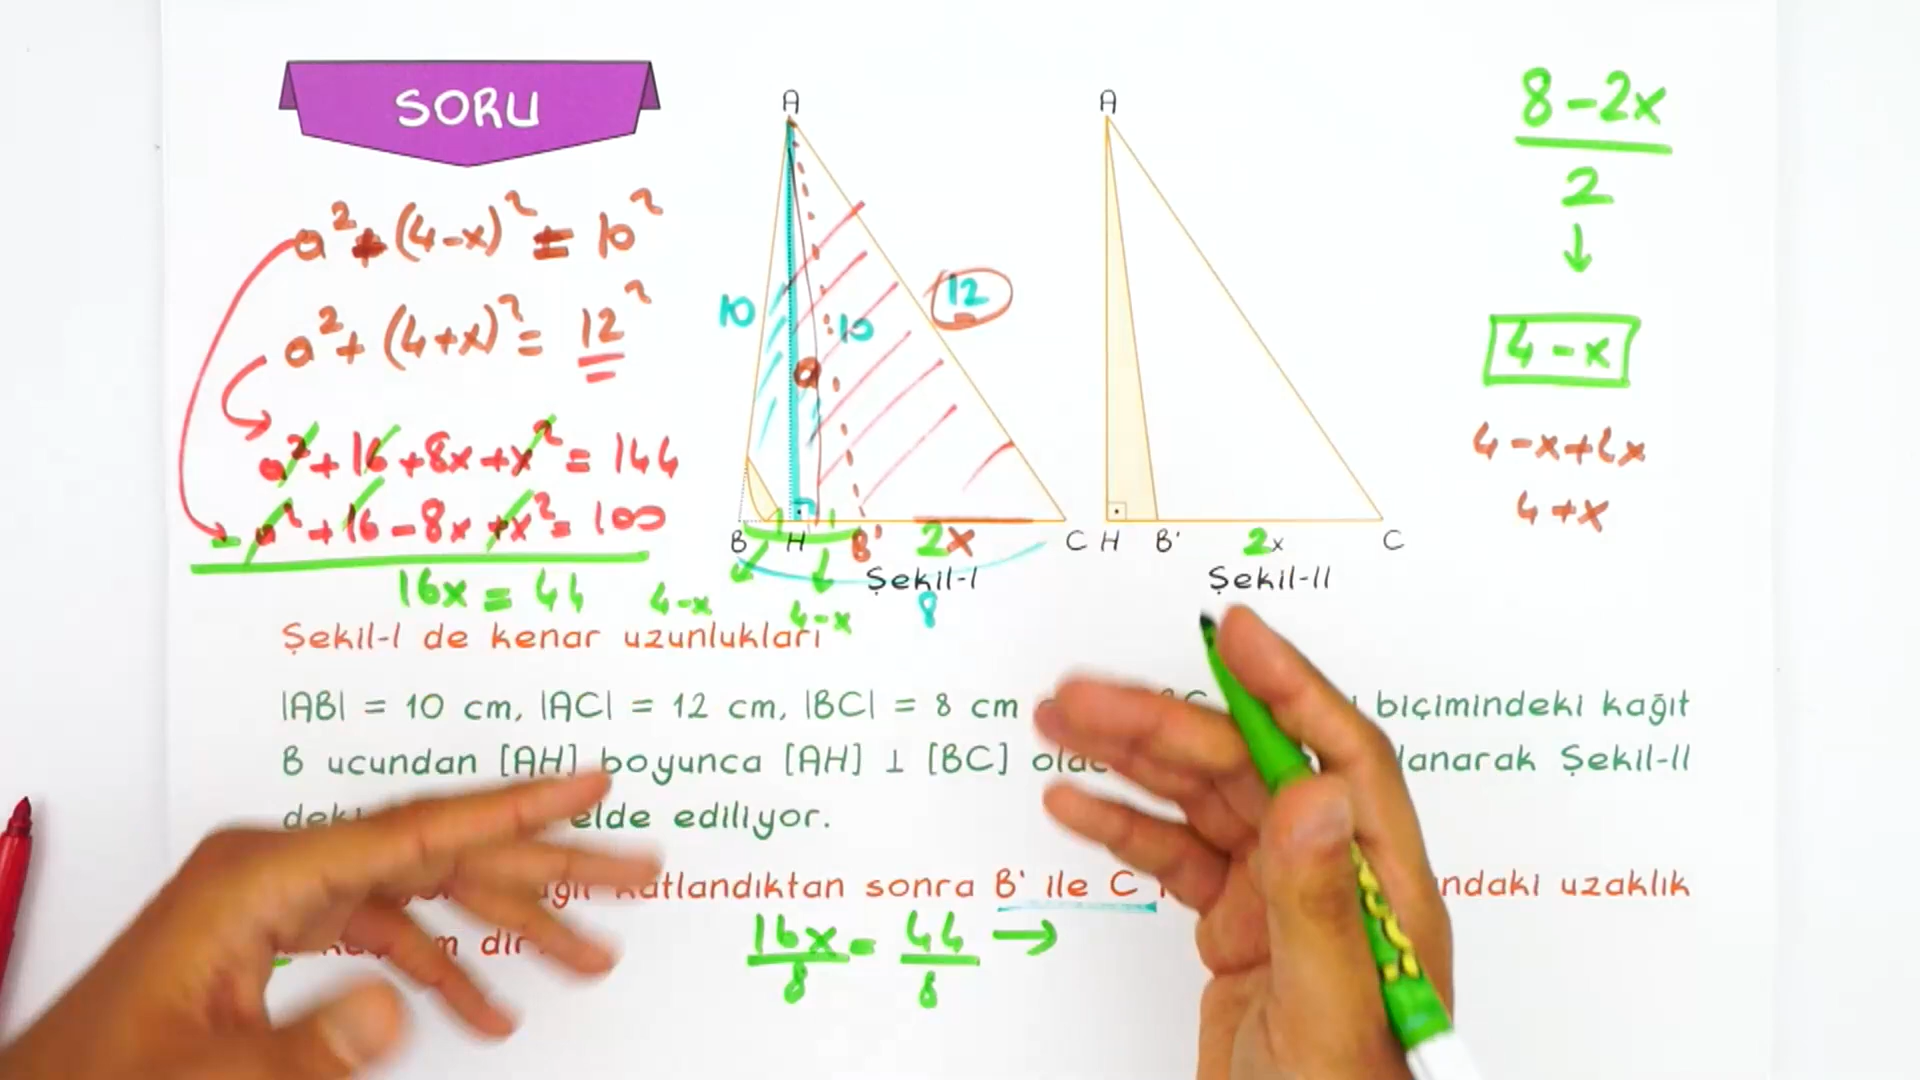 SORU
a² + (4-x)² = 10²
a² + (4+x)² = 12²
a² + 16 + 8x + x² = 144
- a² + 16 - 8x + x² = 100
16x = 44
A
10
10
a
12
B H B' 2x C
4-x
4-x
8
Şekil-I
A
H B' 2x C
Şekil-II
8-2x
2
↓
4-x
4-x+2x
4+x
Şekil-I de kenar uzunlukları
|AB| = 10 cm, |AC| = 12 cm, |BC| = 8 cm biçimindeki kağıt
B ucundan [AH] boyunca [AH] ⊥ [BC] Şekil-II
elde ediliyor.
katlandıktan sonra B' ile C uzaklık
16x/8 = 44/8 →